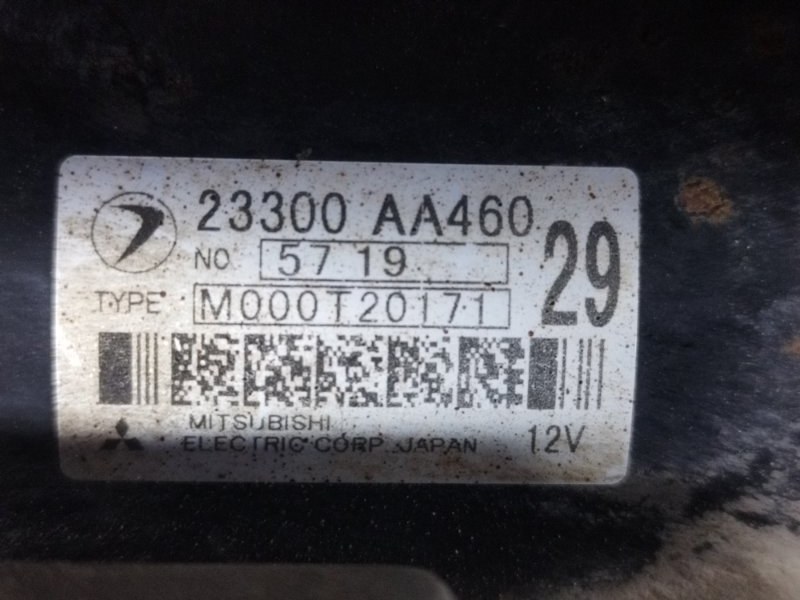 23300 AA460
29
NO. 57 19
TYPE M000T20171
MITSUBISHI
ELECTRIC CORP. JAPAN 12V